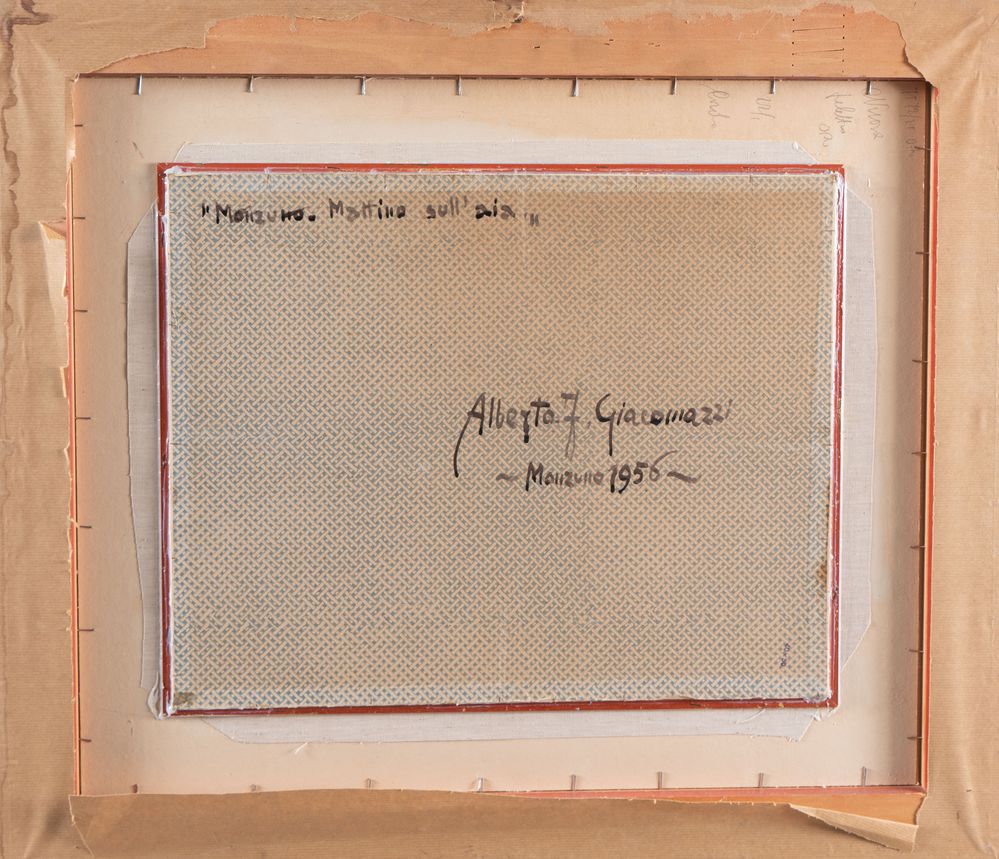 "Monzuno. Mattino sull'aia."
Alberto. F. Giacomazzi
~ Monzuno 1956 ~